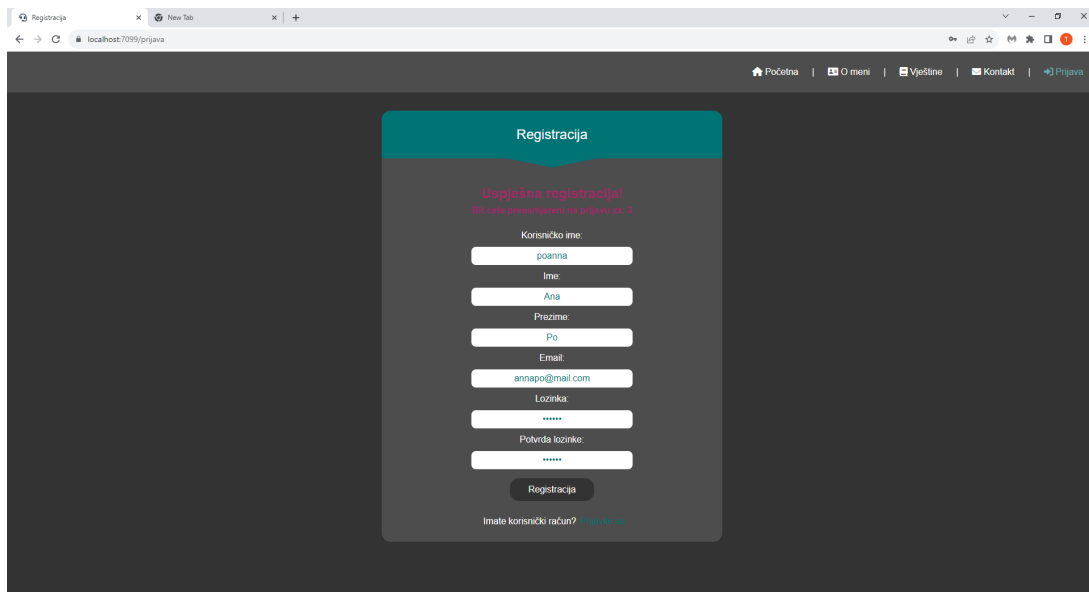 Registracija
New Tab
localhost:7099/prijava
T
Početna | O meni | Vještine | Kontakt | Prijava
Registracija
Uspješna registracija!
Korisničko ime:
poanna
Ime:
Ana
Prezime:
Po
Email:
annapo@mail.com
Lozinka:
••••••
Potvrda lozinke:
••••••
Registracija
Imate korisnički račun?